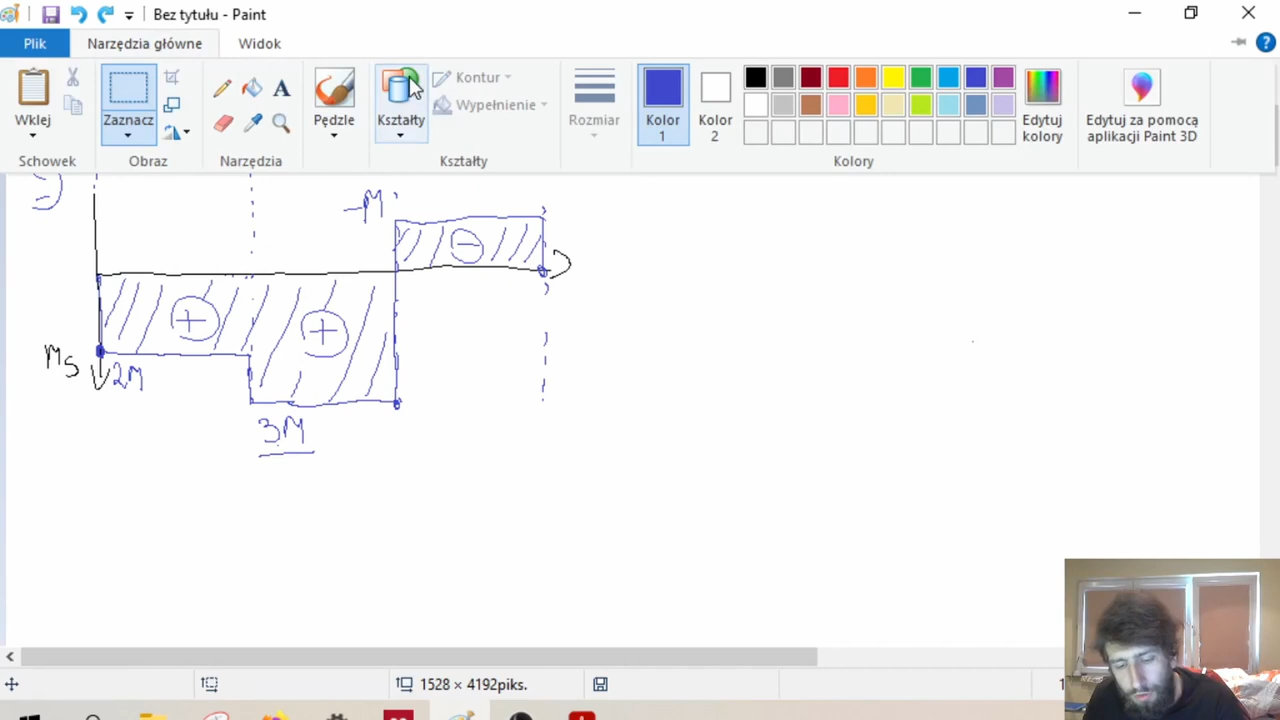 Bez tytułu - Paint
Plik Narzędzia główne Widok
Wklej Zaznacz Pędzle Kształty Kontur Wypełnienie Rozmiar Kolor 1 Kolor 2 Edytuj kolory Edytuj za pomocą aplikacji Paint 3D
Schowek Obraz Narzędzia Kształty Kolory
-M
+ + -
Ms
2M
3M
1528 × 4192piks.